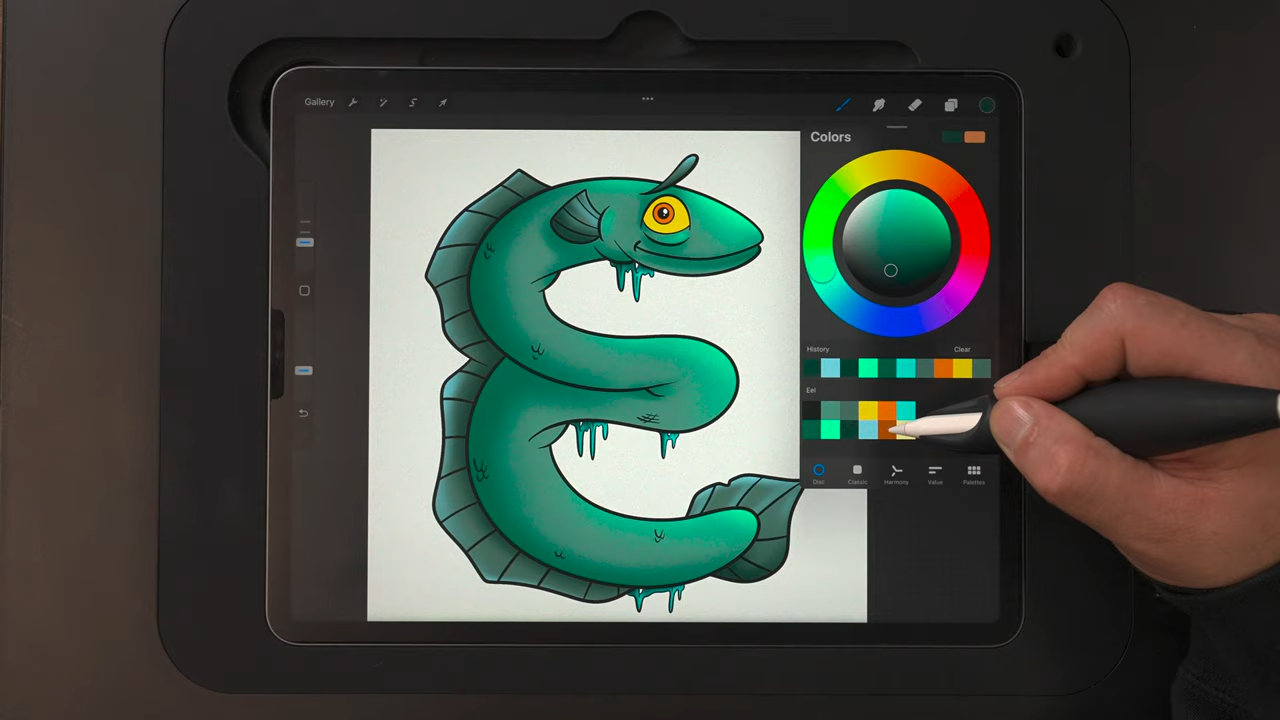 Gallery
Colors
History Clear
Eel
Disc Classic Harmony Value Palettes